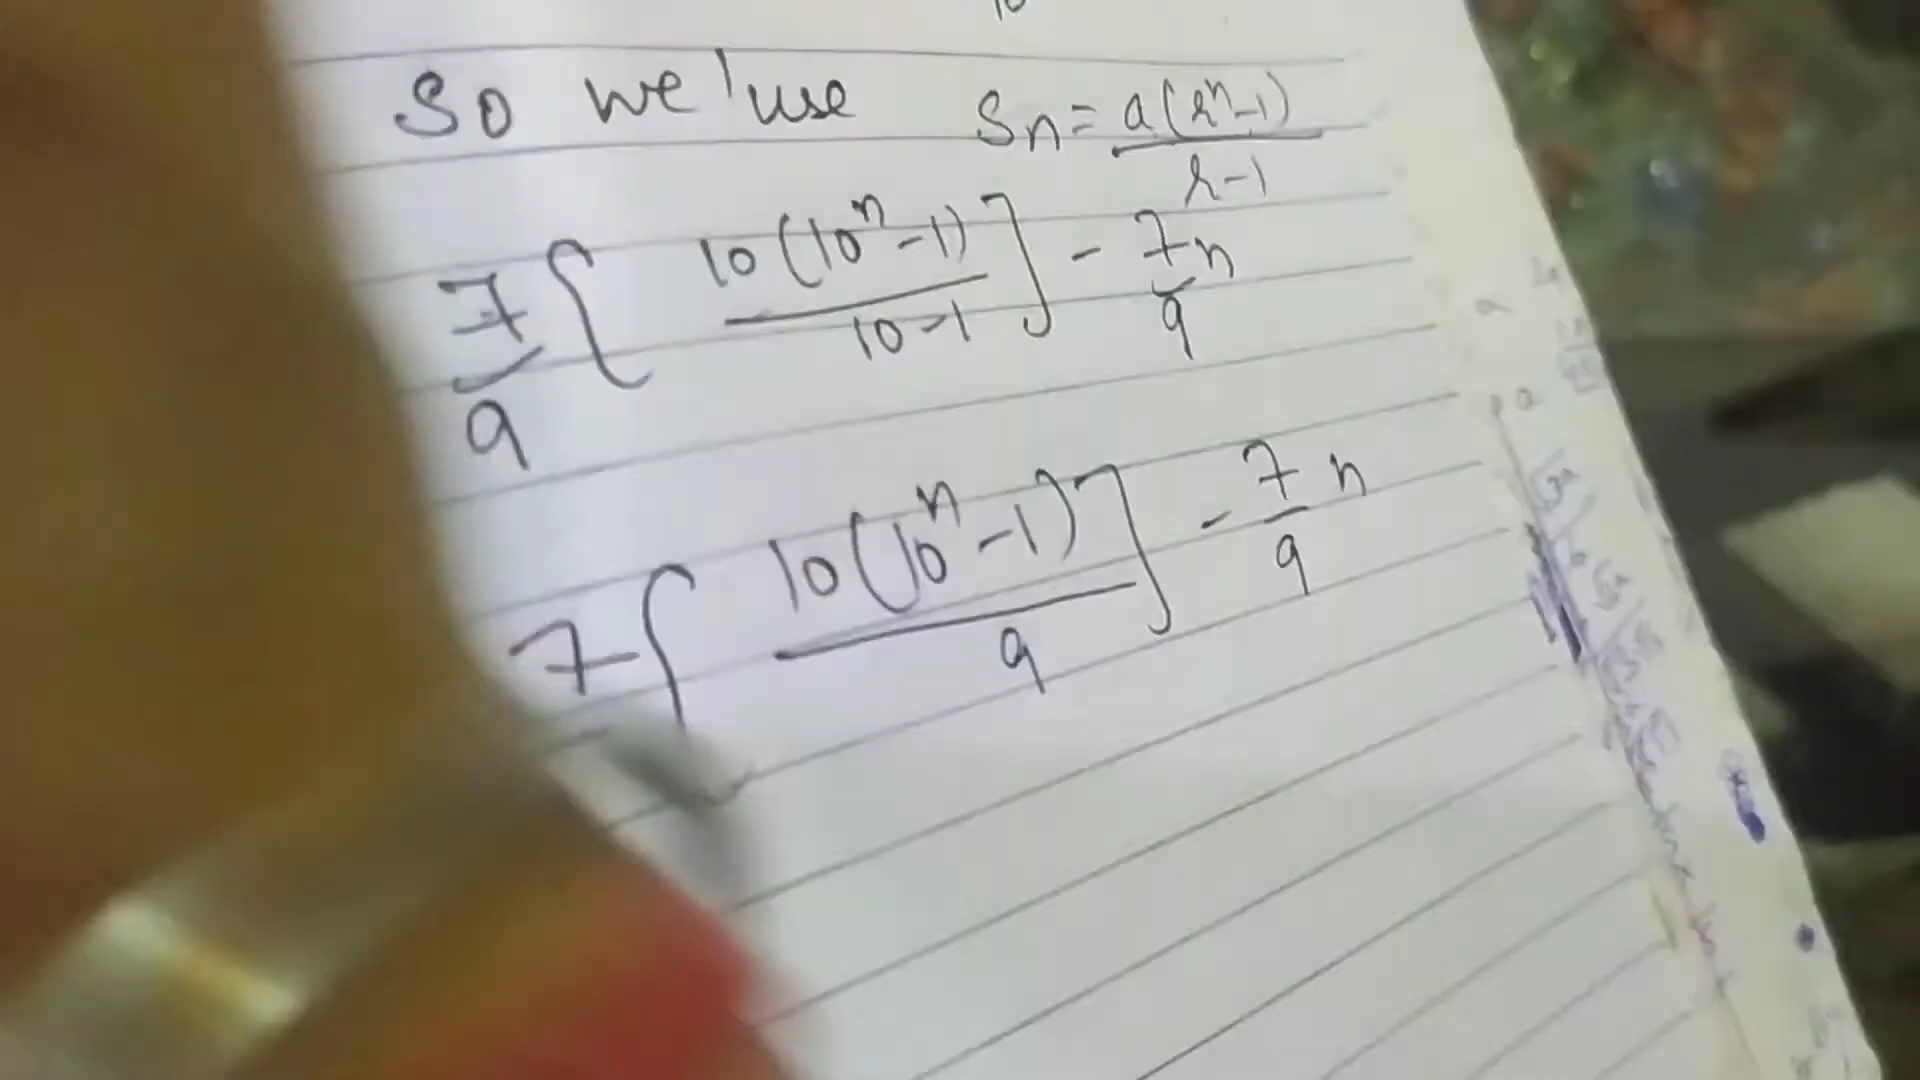 So we use Sn = a(r^n-1)/r-1
7/9 [ 10(10^n-1)/10-1 ] - 7n/9
7 [ 10(10^n-1)/9 ] - 7/9 n